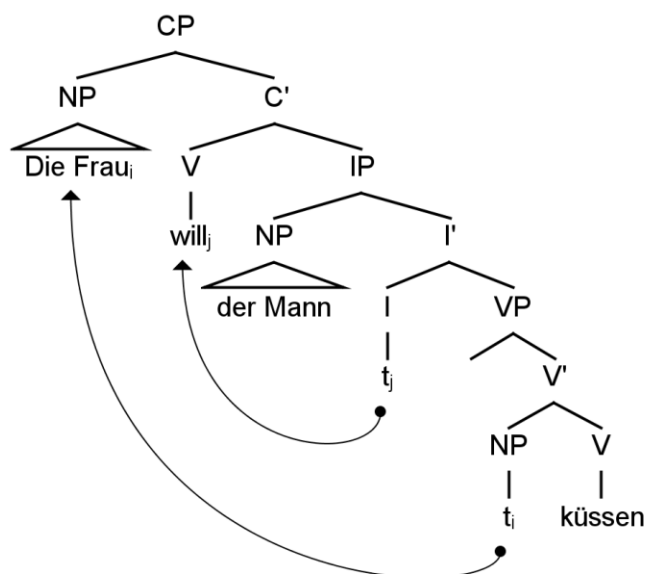 CP
NP C'
Die Frauᵢ V IP
willⱼ NP I'
der Mann I VP
tⱼ V'
NP V
tᵢ küssen